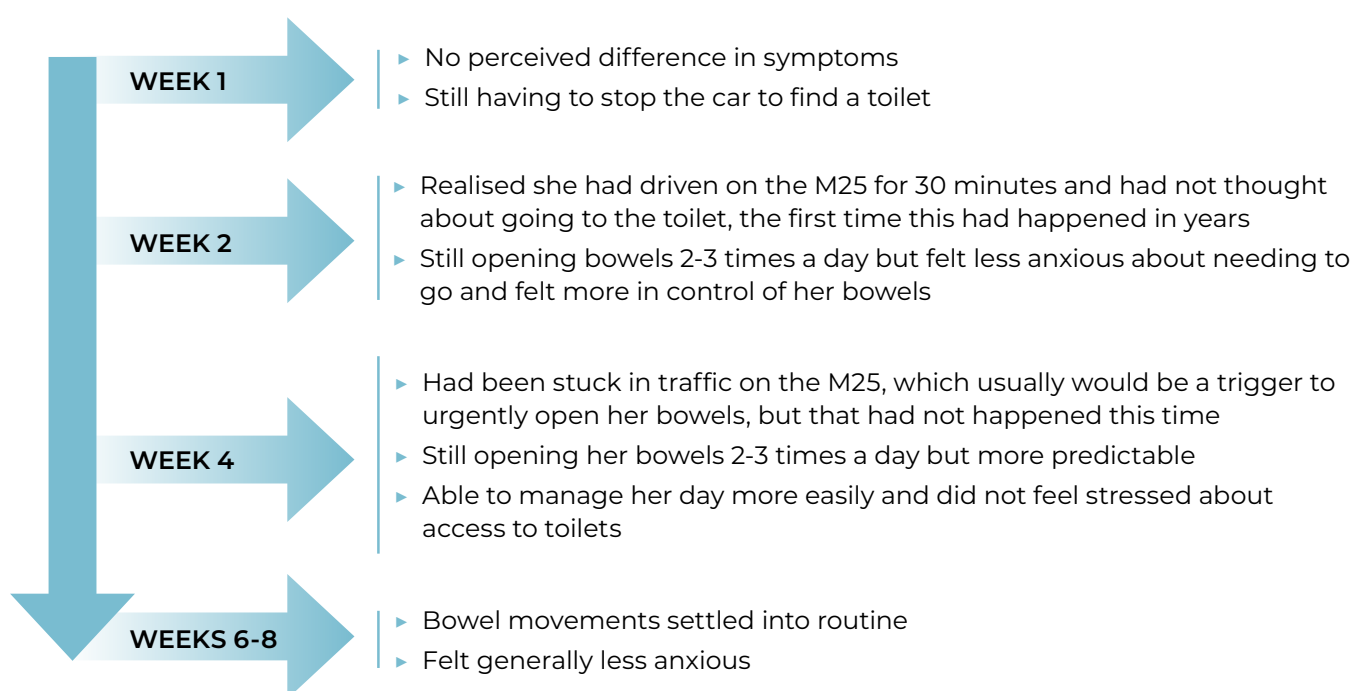 WEEK 1
▸ No perceived difference in symptoms
▸ Still having to stop the car to find a toilet
WEEK 2
▸ Realised she had driven on the M25 for 30 minutes and had not thought
about going to the toilet, the first time this had happened in years
▸ Still opening bowels 2-3 times a day but felt less anxious about needing to
go and felt more in control of her bowels
WEEK 4
▸ Had been stuck in traffic on the M25, which usually would be a trigger to
urgently open her bowels, but that had not happened this time
▸ Still opening her bowels 2-3 times a day but more predictable
▸ Able to manage her day more easily and did not feel stressed about
access to toilets
WEEKS 6-8
▸ Bowel movements settled into routine
▸ Felt generally less anxious